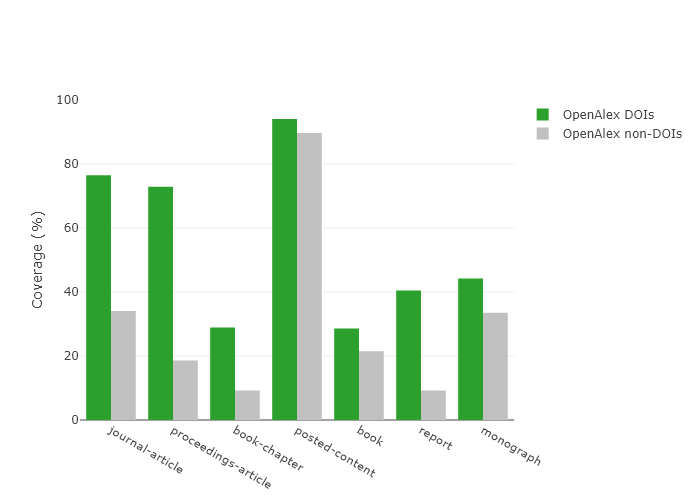 100
80
60
40
20
0
Coverage (%)
journal-article
proceedings-article
book-chapter
posted-content
book
report
monograph
OpenAlex DOIs
OpenAlex non-DOIs